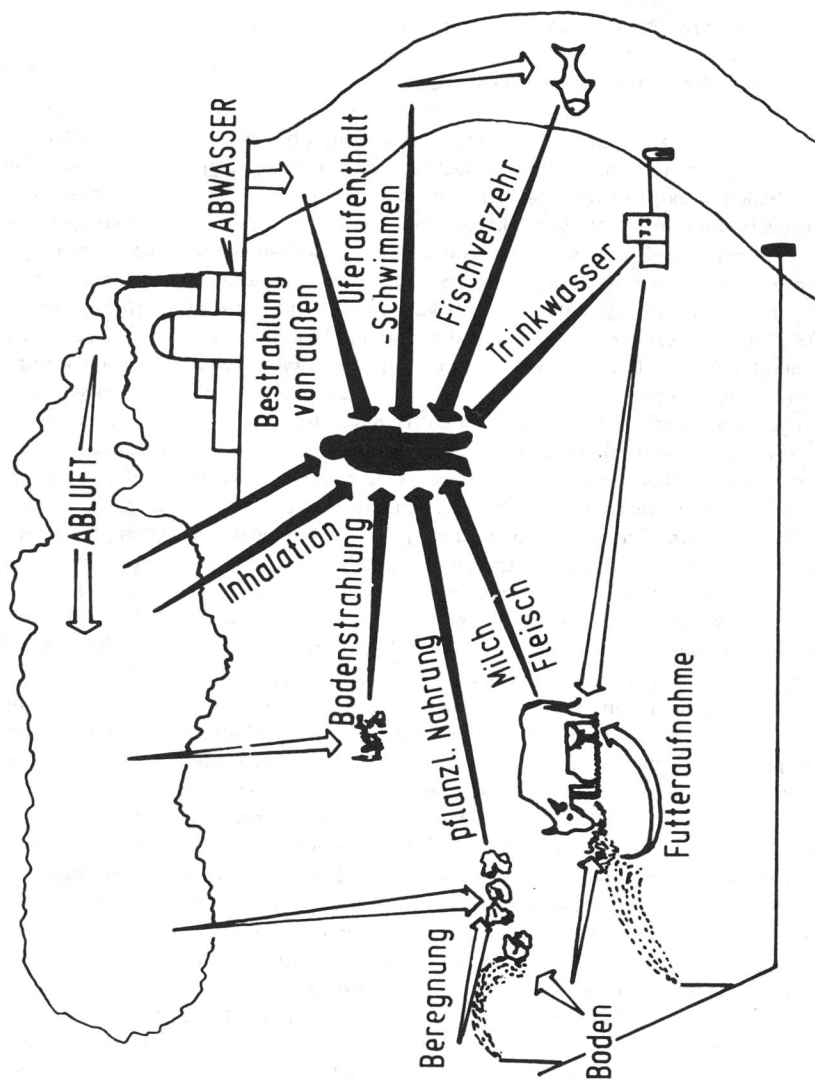 ABLUFT
ABWASSER
Bestrahlung
von außen
Uferaufenthalt
-Schwimmen
Inhalation
Fischverzehr
Bodenstrahlung
Trinkwasser
pflanzl. Nahrung
Milch
Fleisch
Beregnung
Futteraufnahme
Boden